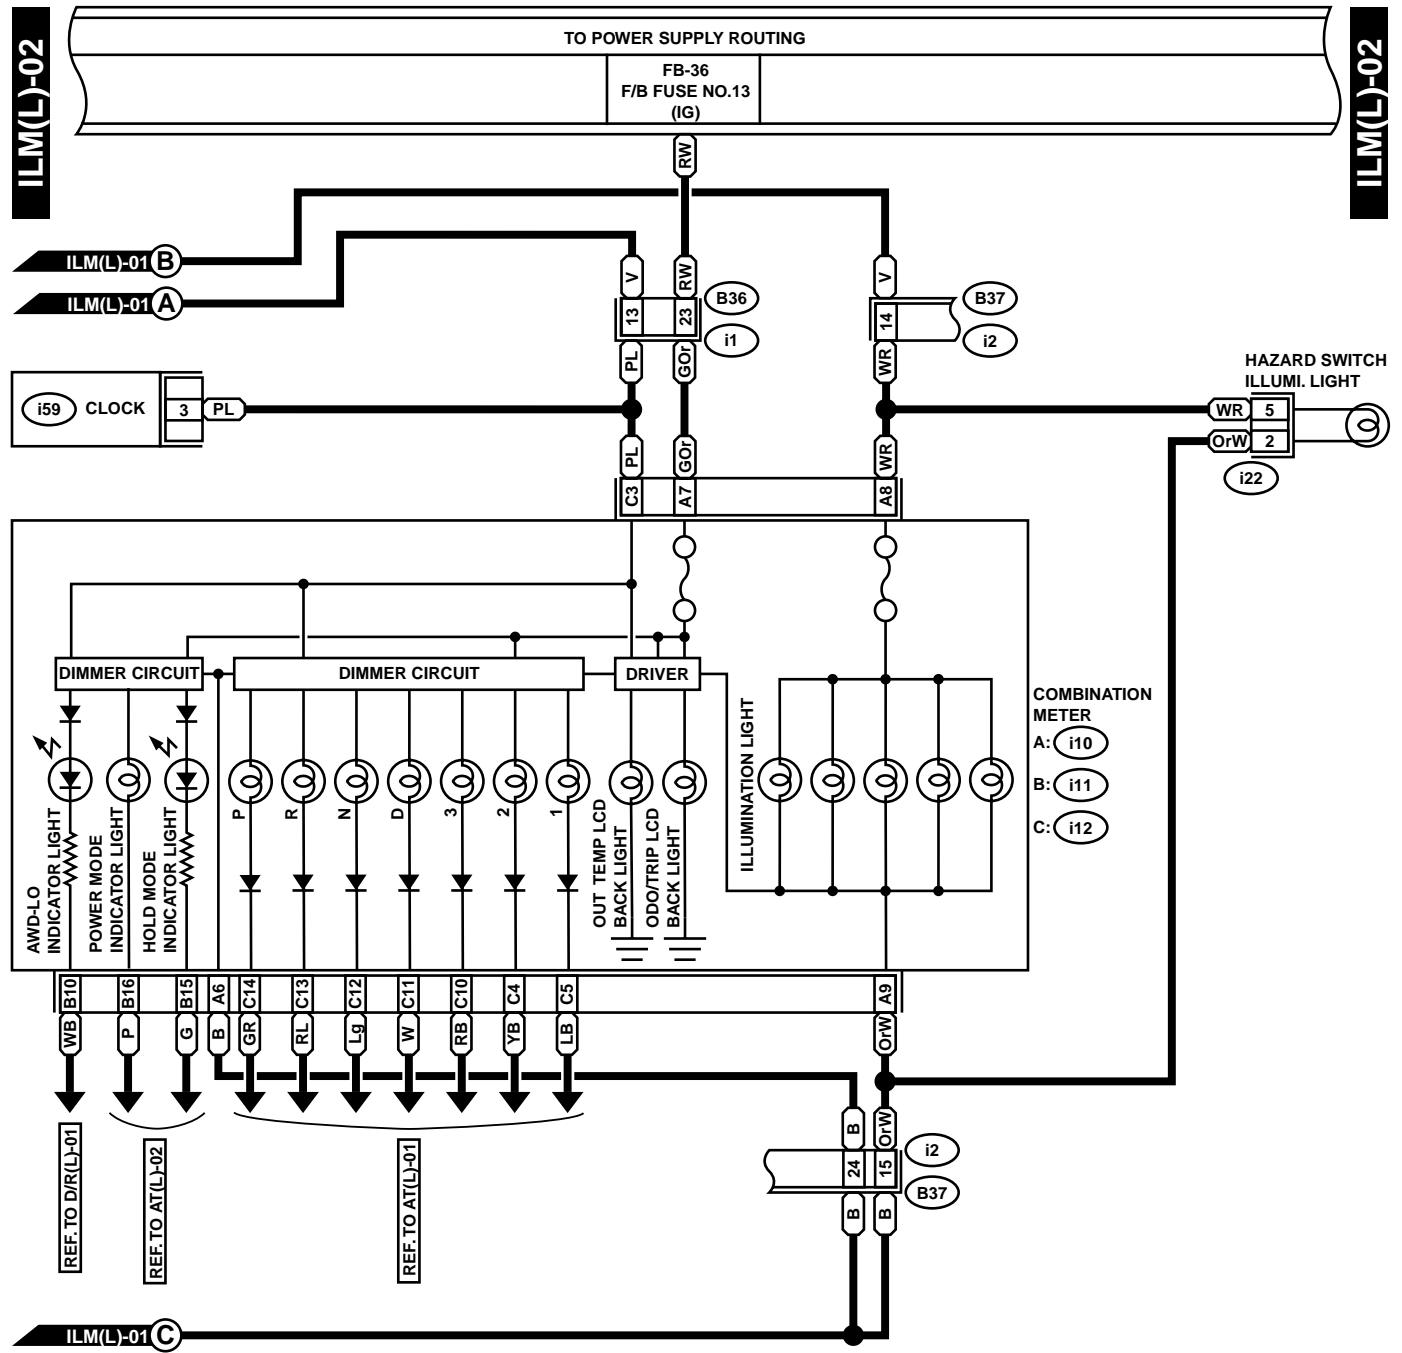 ILM(L)-02
ILM(L)-02
TO POWER SUPPLY ROUTING
FB-36
F/B FUSE NO.13
(IG)
RW
ILM(L)-01 B
ILM(L)-01 A
V
RW
V
13
23
B36
i1
14
B37
i2
PL
GOr
WR
HAZARD SWITCH
ILLUMI. LIGHT
i59 CLOCK
3
PL
WR
5
OrW
2
i22
PL
GOr
WR
C3
A7
A8
DIMMER CIRCUIT
DIMMER CIRCUIT
DRIVER
COMBINATION
METER
A: i10
B: i11
C: i12
AWD-LO
INDICATOR LIGHT
POWER MODE
INDICATOR LIGHT
HOLD MODE
INDICATOR LIGHT
P
R
N
D
3
2
1
OUT TEMP LCD
BACK LIGHT
ODO/TRIP LCD
BACK LIGHT
ILLUMINATION LIGHT
B10
B16
B15
A6
C14
C13
C12
C11
C10
C4
C5
A9
WB
P
G
B
GR
RL
Lg
W
RB
YB
LB
OrW
REF. TO D/R(L)-01
REF. TO AT(L)-02
REF. TO AT(L)-01
B
OrW
24
15
i2
B37
B
B
ILM(L)-01 C